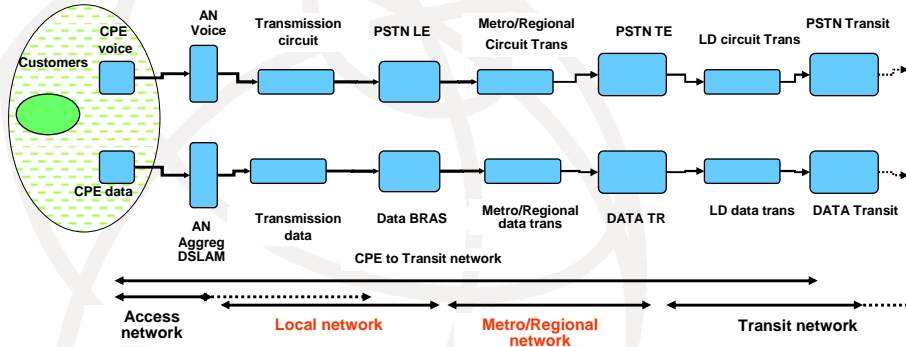 CPE
voice
Customers
AN
Voice
Transmission
circuit
PSTN LE
Metro/Regional
Circuit Trans
PSTN TE
LD circuit Trans
PSTN Transit
CPE data
AN
Aggreg
DSLAM
Transmission
data
Data BRAS
Metro/Regional
data trans
DATA TR
LD data trans
DATA Transit
CPE to Transit network
Access
network
Local network
Metro/Regional
network
Transit network